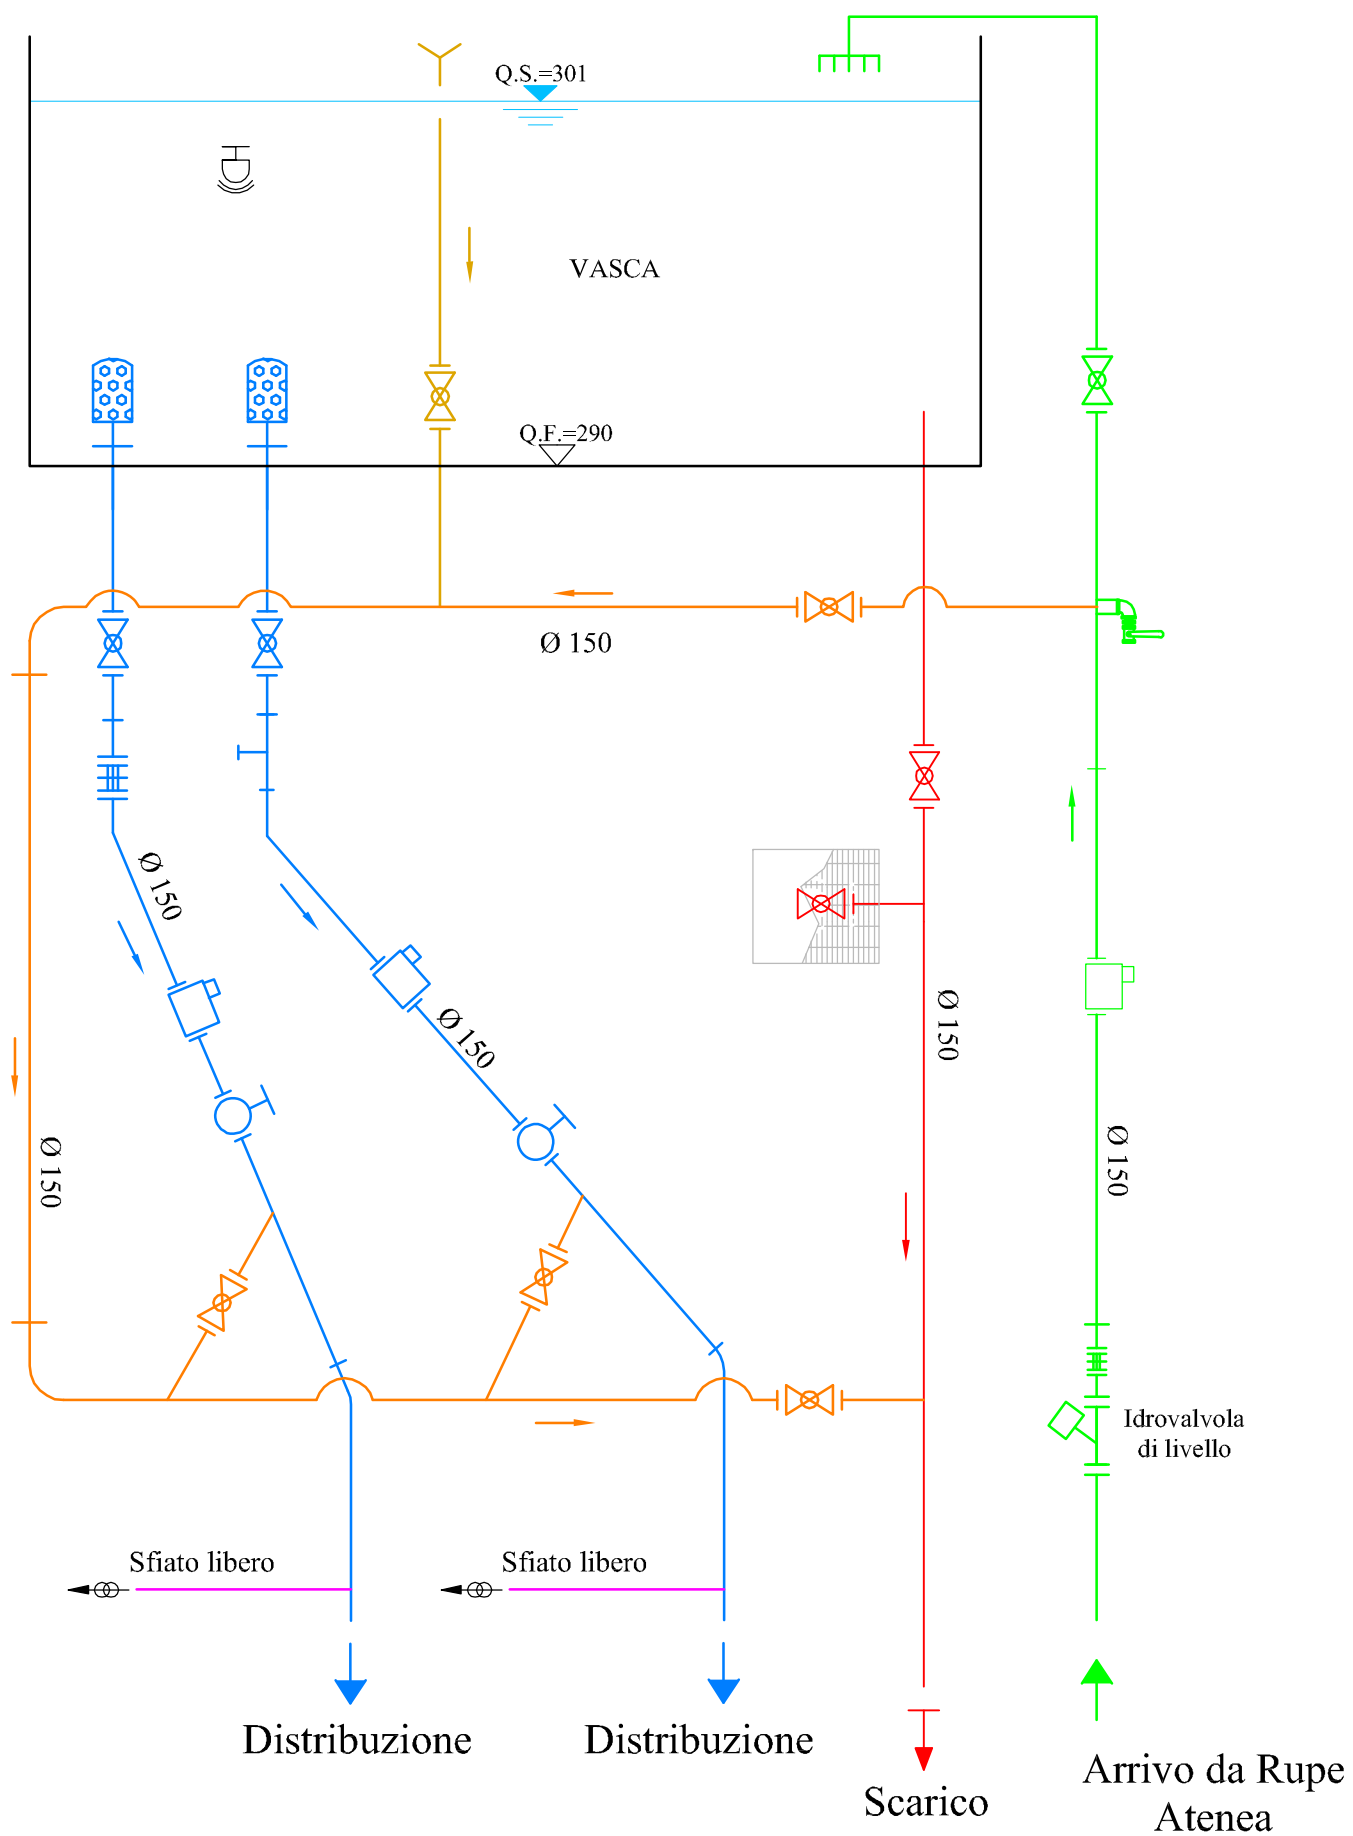 Q.S.=301
VASCA
Q.F.=290
Ø 150
Ø 150
Ø 150
Ø 150
Ø 150
Ø 150
Idrovalvola
di livello
Sfiato libero
Sfiato libero
Distribuzione
Distribuzione
Scarico
Arrivo da Rupe
Atenea